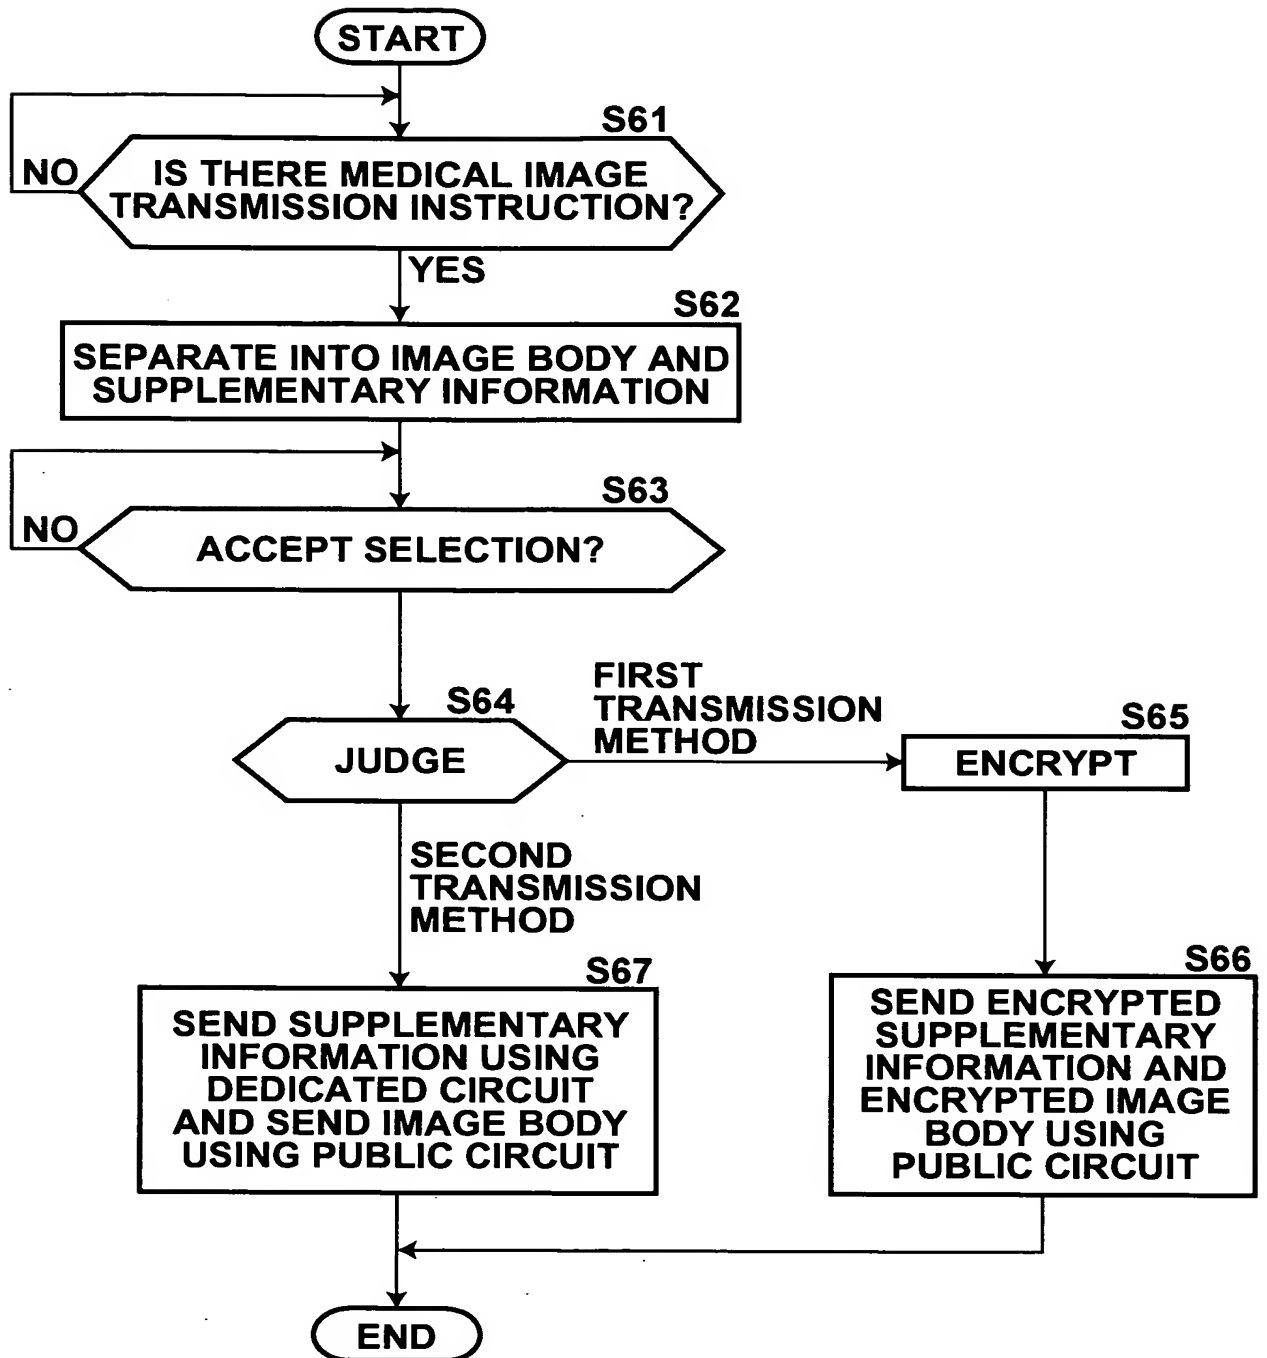 START
S61
NO
IS THERE MEDICAL IMAGE
TRANSMISSION INSTRUCTION?
YES
S62
SEPARATE INTO IMAGE BODY AND
SUPPLEMENTARY INFORMATION
S63
NO
ACCEPT SELECTION?
S64
JUDGE
FIRST
TRANSMISSION
METHOD
S65
ENCRYPT
SECOND
TRANSMISSION
METHOD
S67
SEND SUPPLEMENTARY
INFORMATION USING
DEDICATED CIRCUIT
AND SEND IMAGE BODY
USING PUBLIC CIRCUIT
S66
SEND ENCRYPTED
SUPPLEMENTARY
INFORMATION AND
ENCRYPTED IMAGE
BODY USING
PUBLIC CIRCUIT
END